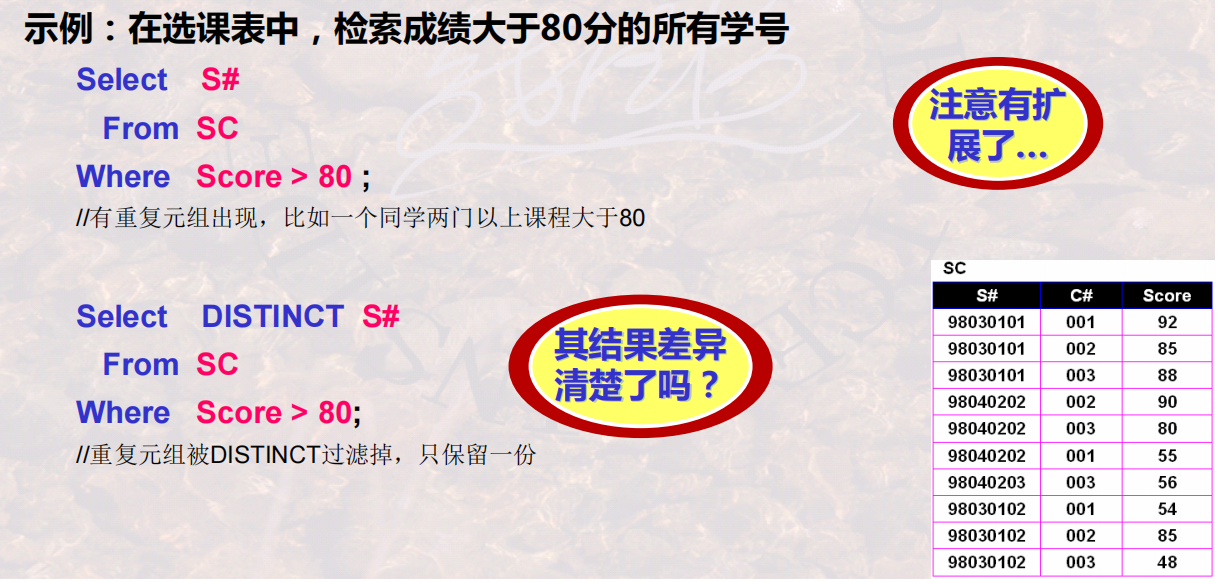 示例：在选课表中，检索成绩大于80分的所有学号
Select S#
From SC
Where Score > 80 ;
//有重复元组出现，比如一个同学两门以上课程大于80
注意有扩
展了...
Select DISTINCT S#
From SC
Where Score > 80;
//重复元组被DISTINCT过滤掉，只保留一份
其结果差异
清楚了吗？
SC
S# C# Score
98030101 001 92
98030101 002 85
98030101 003 88
98040202 002 90
98040202 003 80
98040202 001 55
98040203 003 56
98030102 001 54
98030102 002 85
98030102 003 48